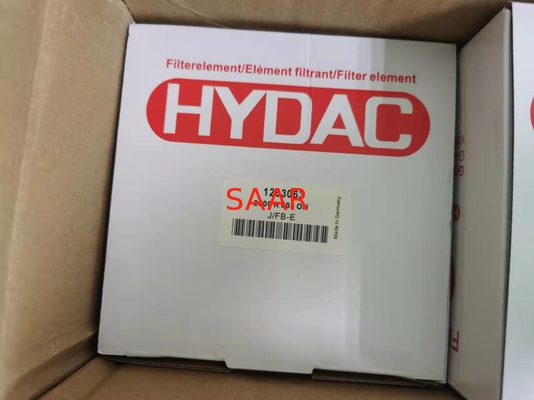 Filterelement/Elément filtrant/Filter element
HYDAC
SAAR
J/FB-E
Made in Germany